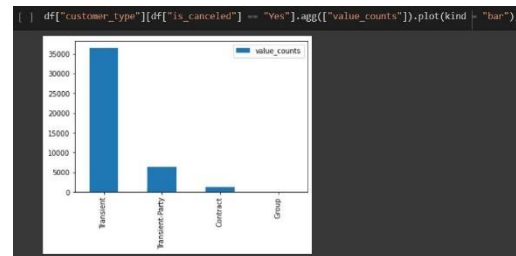 [ ] df["customer_type"][df["is_canceled"] == "Yes"].agg(["value_counts"]).plot(kind = "bar")
value_counts
35000
30000
25000
20000
15000
10000
5000
0
Transient
Transient-Party
Contract
Group